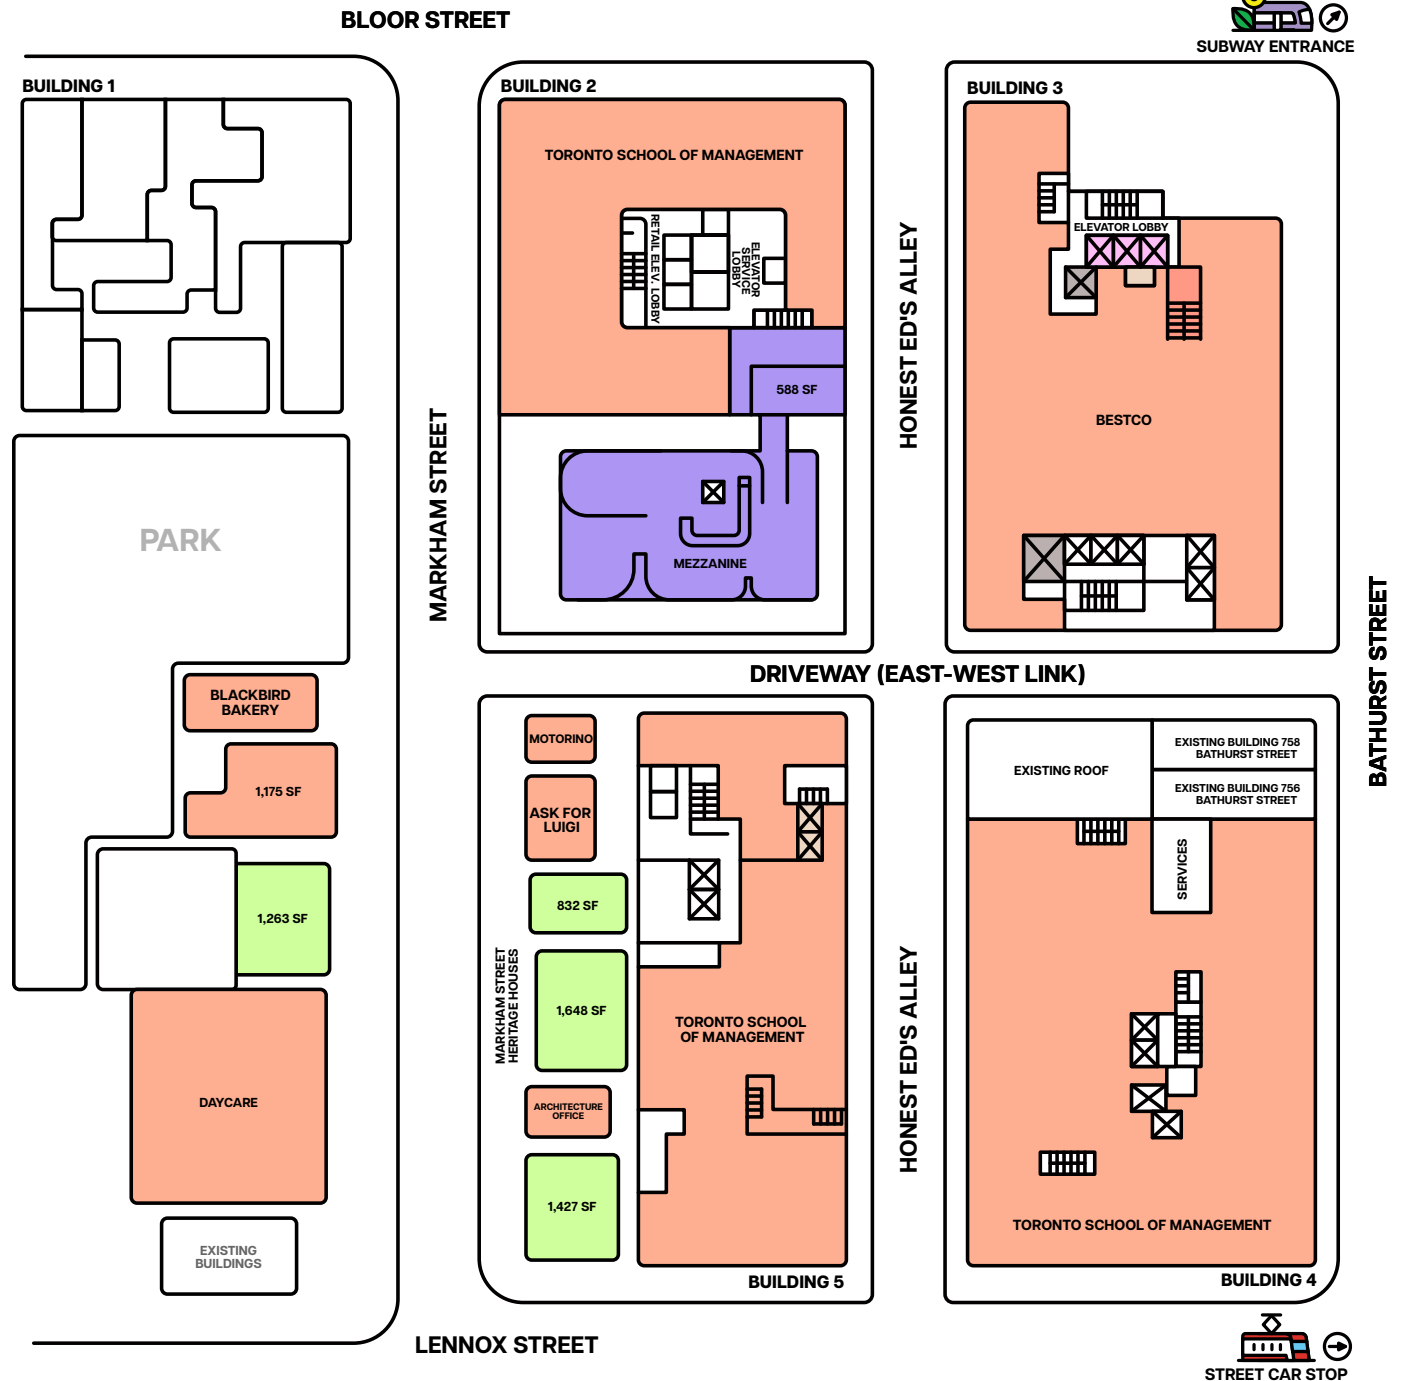 BLOOR STREET
SUBWAY ENTRANCE
BUILDING 1
BUILDING 2
BUILDING 3
TORONTO SCHOOL OF MANAGEMENT
RETAIL ELEV. LOBBY
ELEVATOR
SERVICE
LOBBY
ELEVATOR LOBBY
HONEST ED'S ALLEY
588 SF
BESTCO
MARKHAM STREET
PARK
MEZZANINE
BATHURST STREET
DRIVEWAY (EAST-WEST LINK)
BLACKBIRD
BAKERY
1,175 SF
1,263 SF
DAYCARE
EXISTING
BUILDINGS
MOTORINO
ASK FOR
LUIGI
832 SF
1,648 SF
MARKHAM STREET
HERITAGE HOUSES
ARCHITECTURE
OFFICE
1,427 SF
TORONTO SCHOOL
OF MANAGEMENT
BUILDING 5
HONEST ED'S ALLEY
EXISTING ROOF
EXISTING BUILDING 758
BATHURST STREET
EXISTING BUILDING 756
BATHURST STREET
SERVICES
TORONTO SCHOOL OF MANAGEMENT
BUILDING 4
LENNOX STREET
STREET CAR STOP